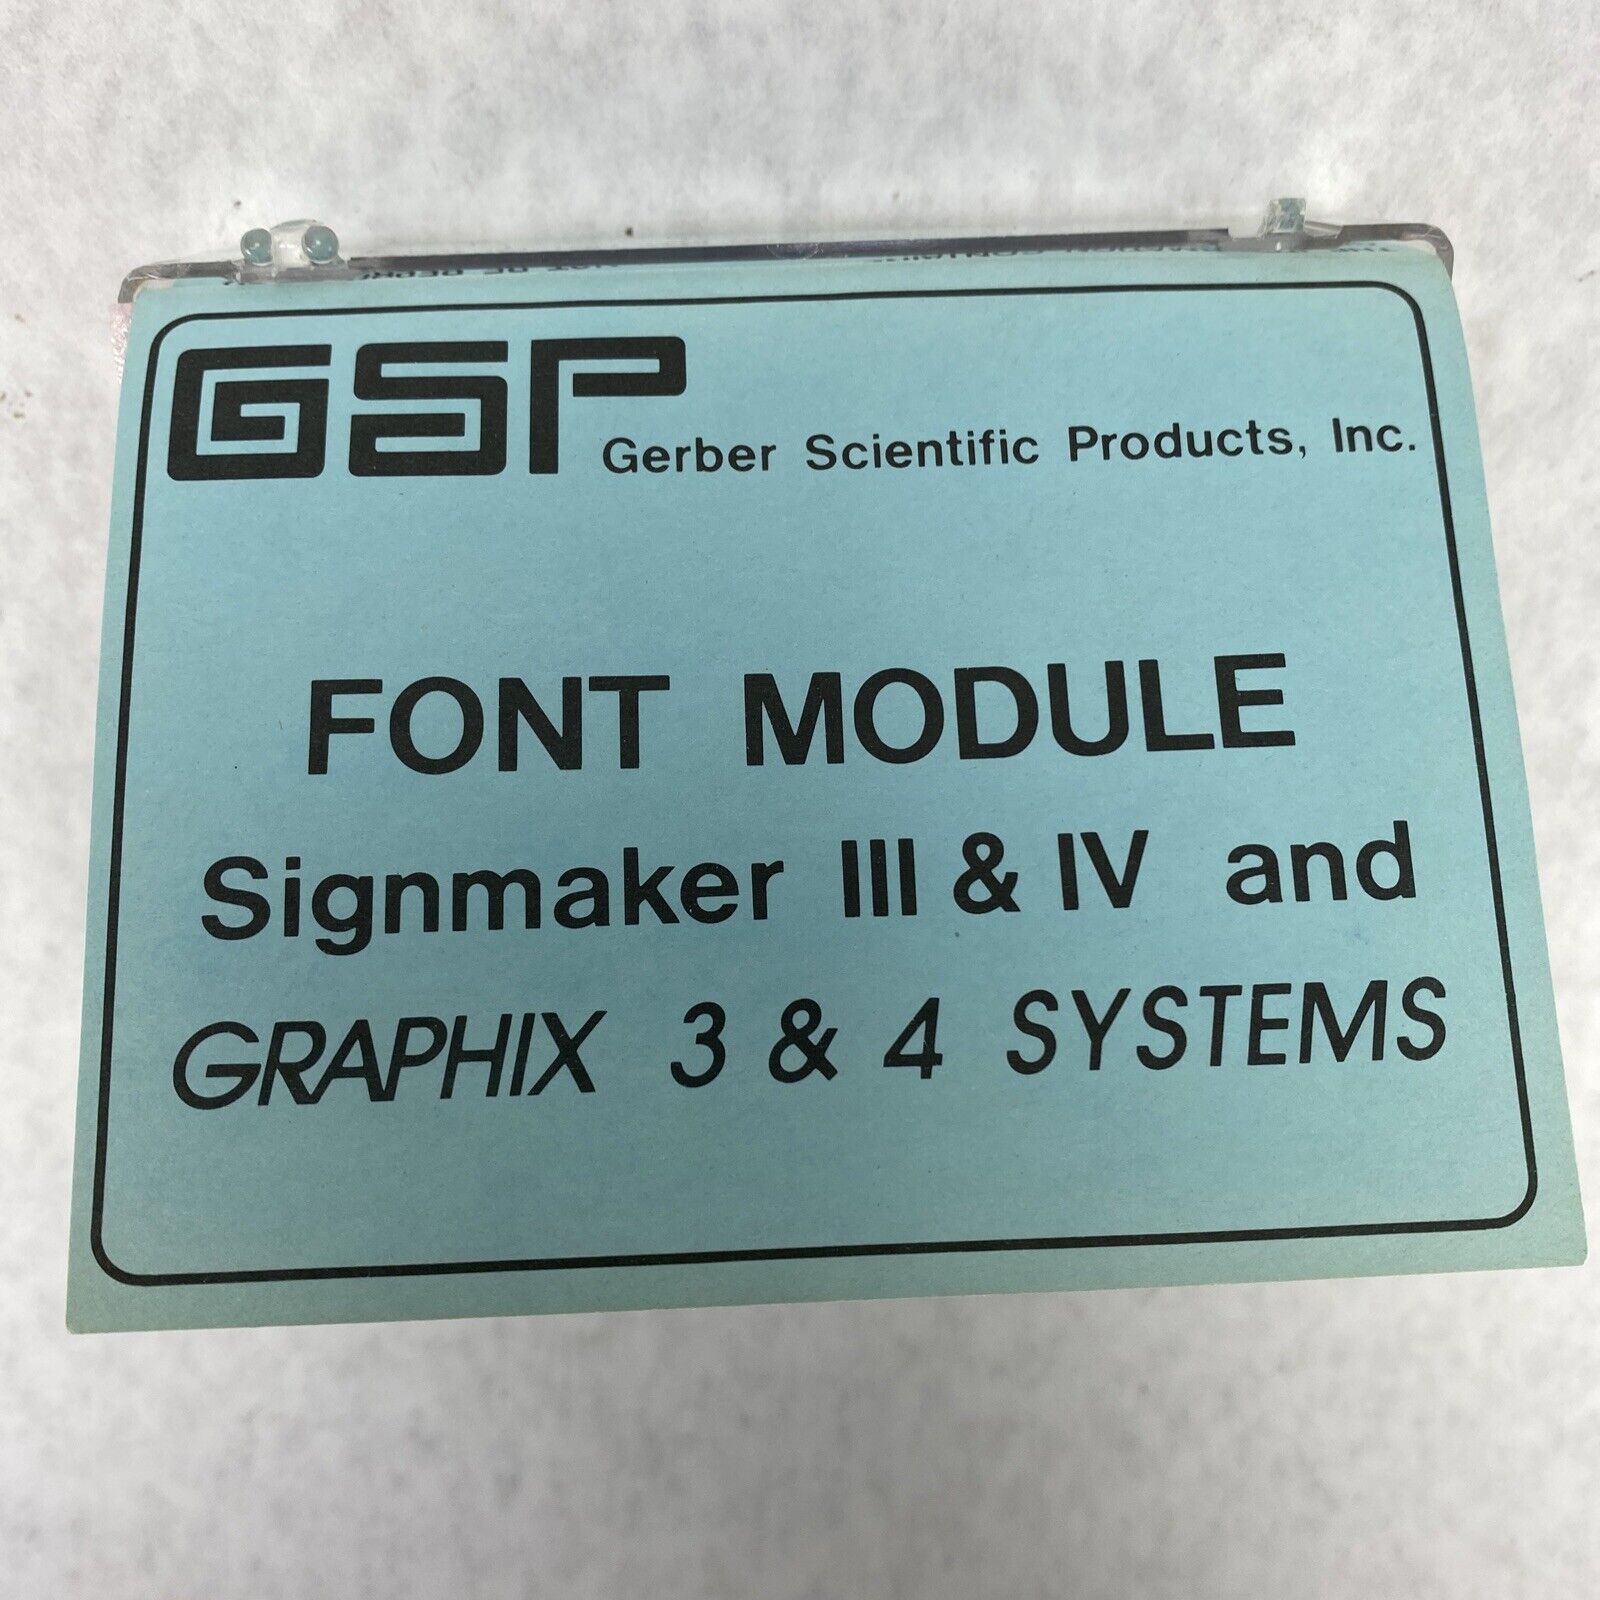 GSP Gerber Scientific Products, Inc.
FONT MODULE
Signmaker III & IV and
GRAPHIX 3 & 4 SYSTEMS